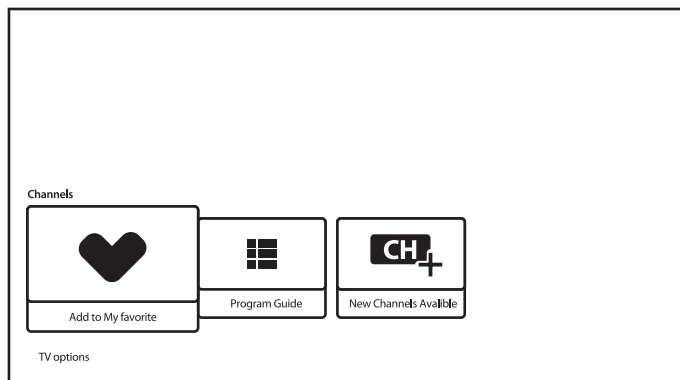 Channels
CH
Add to My favorite
Program Guide
New Channels Avalible
TV options